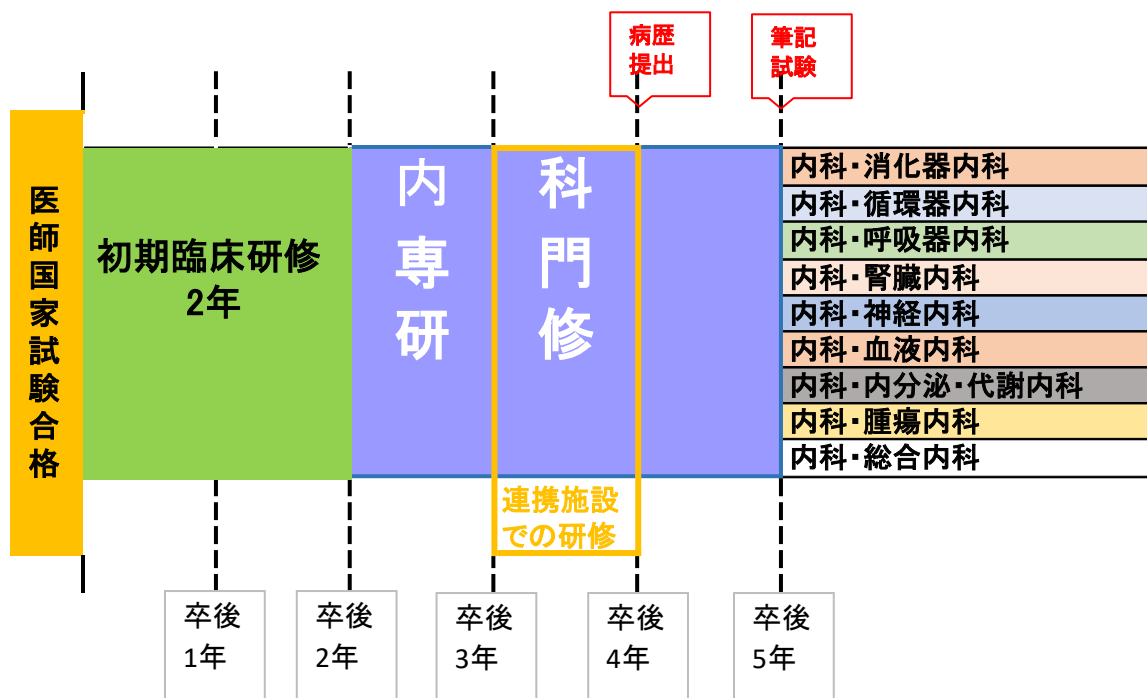 病歴
提出
筆記
試験
医師国家試験合格
初期臨床研修
2年
内科
専門
研修
内科・消化器内科
内科・循環器内科
内科・呼吸器内科
内科・腎臓内科
内科・神経内科
内科・血液内科
内科・内分泌・代謝内科
内科・腫瘍内科
内科・総合内科
連携施設
での研修
卒後
1年
卒後
2年
卒後
3年
卒後
4年
卒後
5年